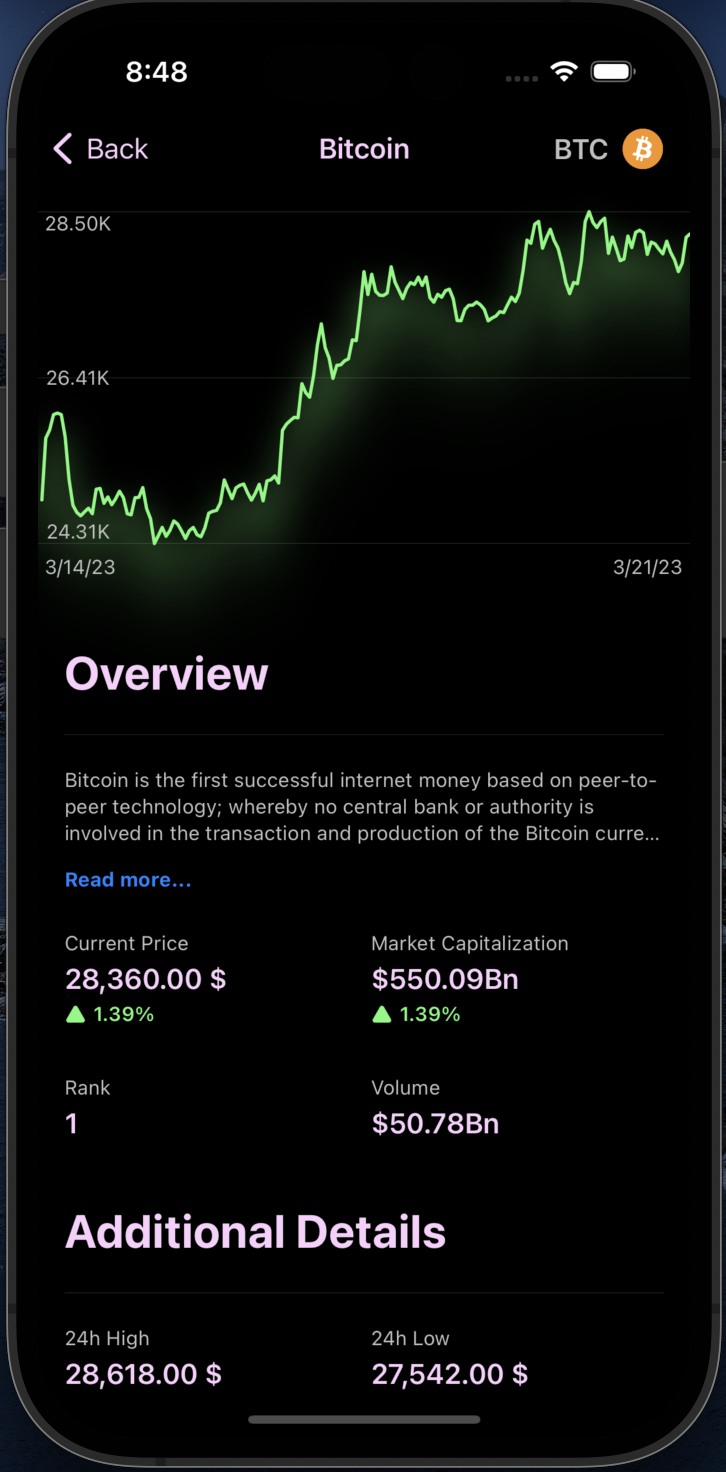 8:48
Back Bitcoin BTC
28.50K
26.41K
24.31K
3/14/23 3/21/23
Overview
Bitcoin is the first successful internet money based on peer-to-
peer technology; whereby no central bank or authority is
involved in the transaction and production of the Bitcoin curre...
Read more...
Current Price Market Capitalization
28,360.00 $ $550.09Bn
1.39% 1.39%
Rank Volume
1 $50.78Bn
Additional Details
24h High 24h Low
28,618.00 $ 27,542.00 $